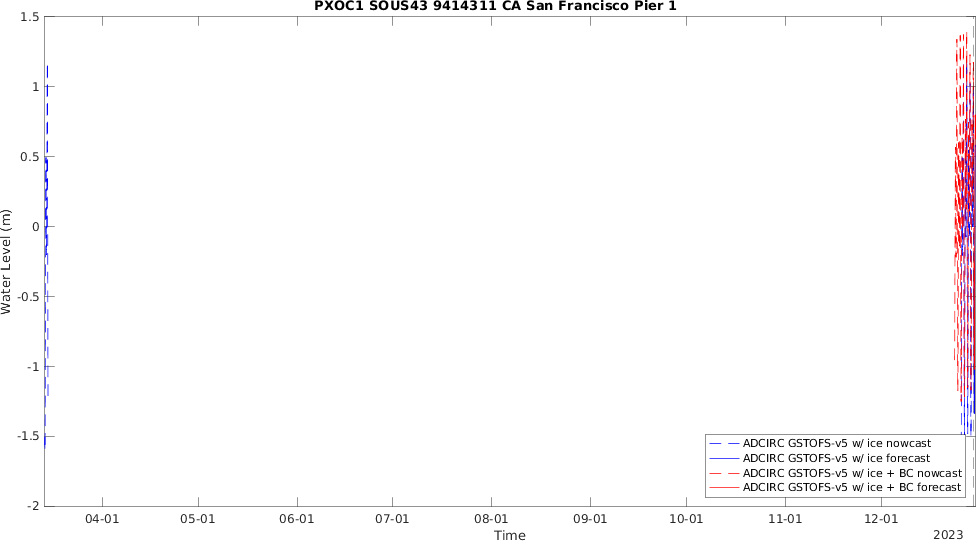 PXOC1 SOUS43 9414311 CA San Francisco Pier 1
1.5
1
0.5
0
-0.5
-1
-1.5
-2
Water Level (m)
04-01 05-01 06-01 07-01 08-01 09-01 10-01 11-01 12-01
Time
2023
ADCIRC GSTOFS-v5 w/ ice nowcast
ADCIRC GSTOFS-v5 w/ ice forecast
ADCIRC GSTOFS-v5 w/ ice + BC nowcast
ADCIRC GSTOFS-v5 w/ ice + BC forecast